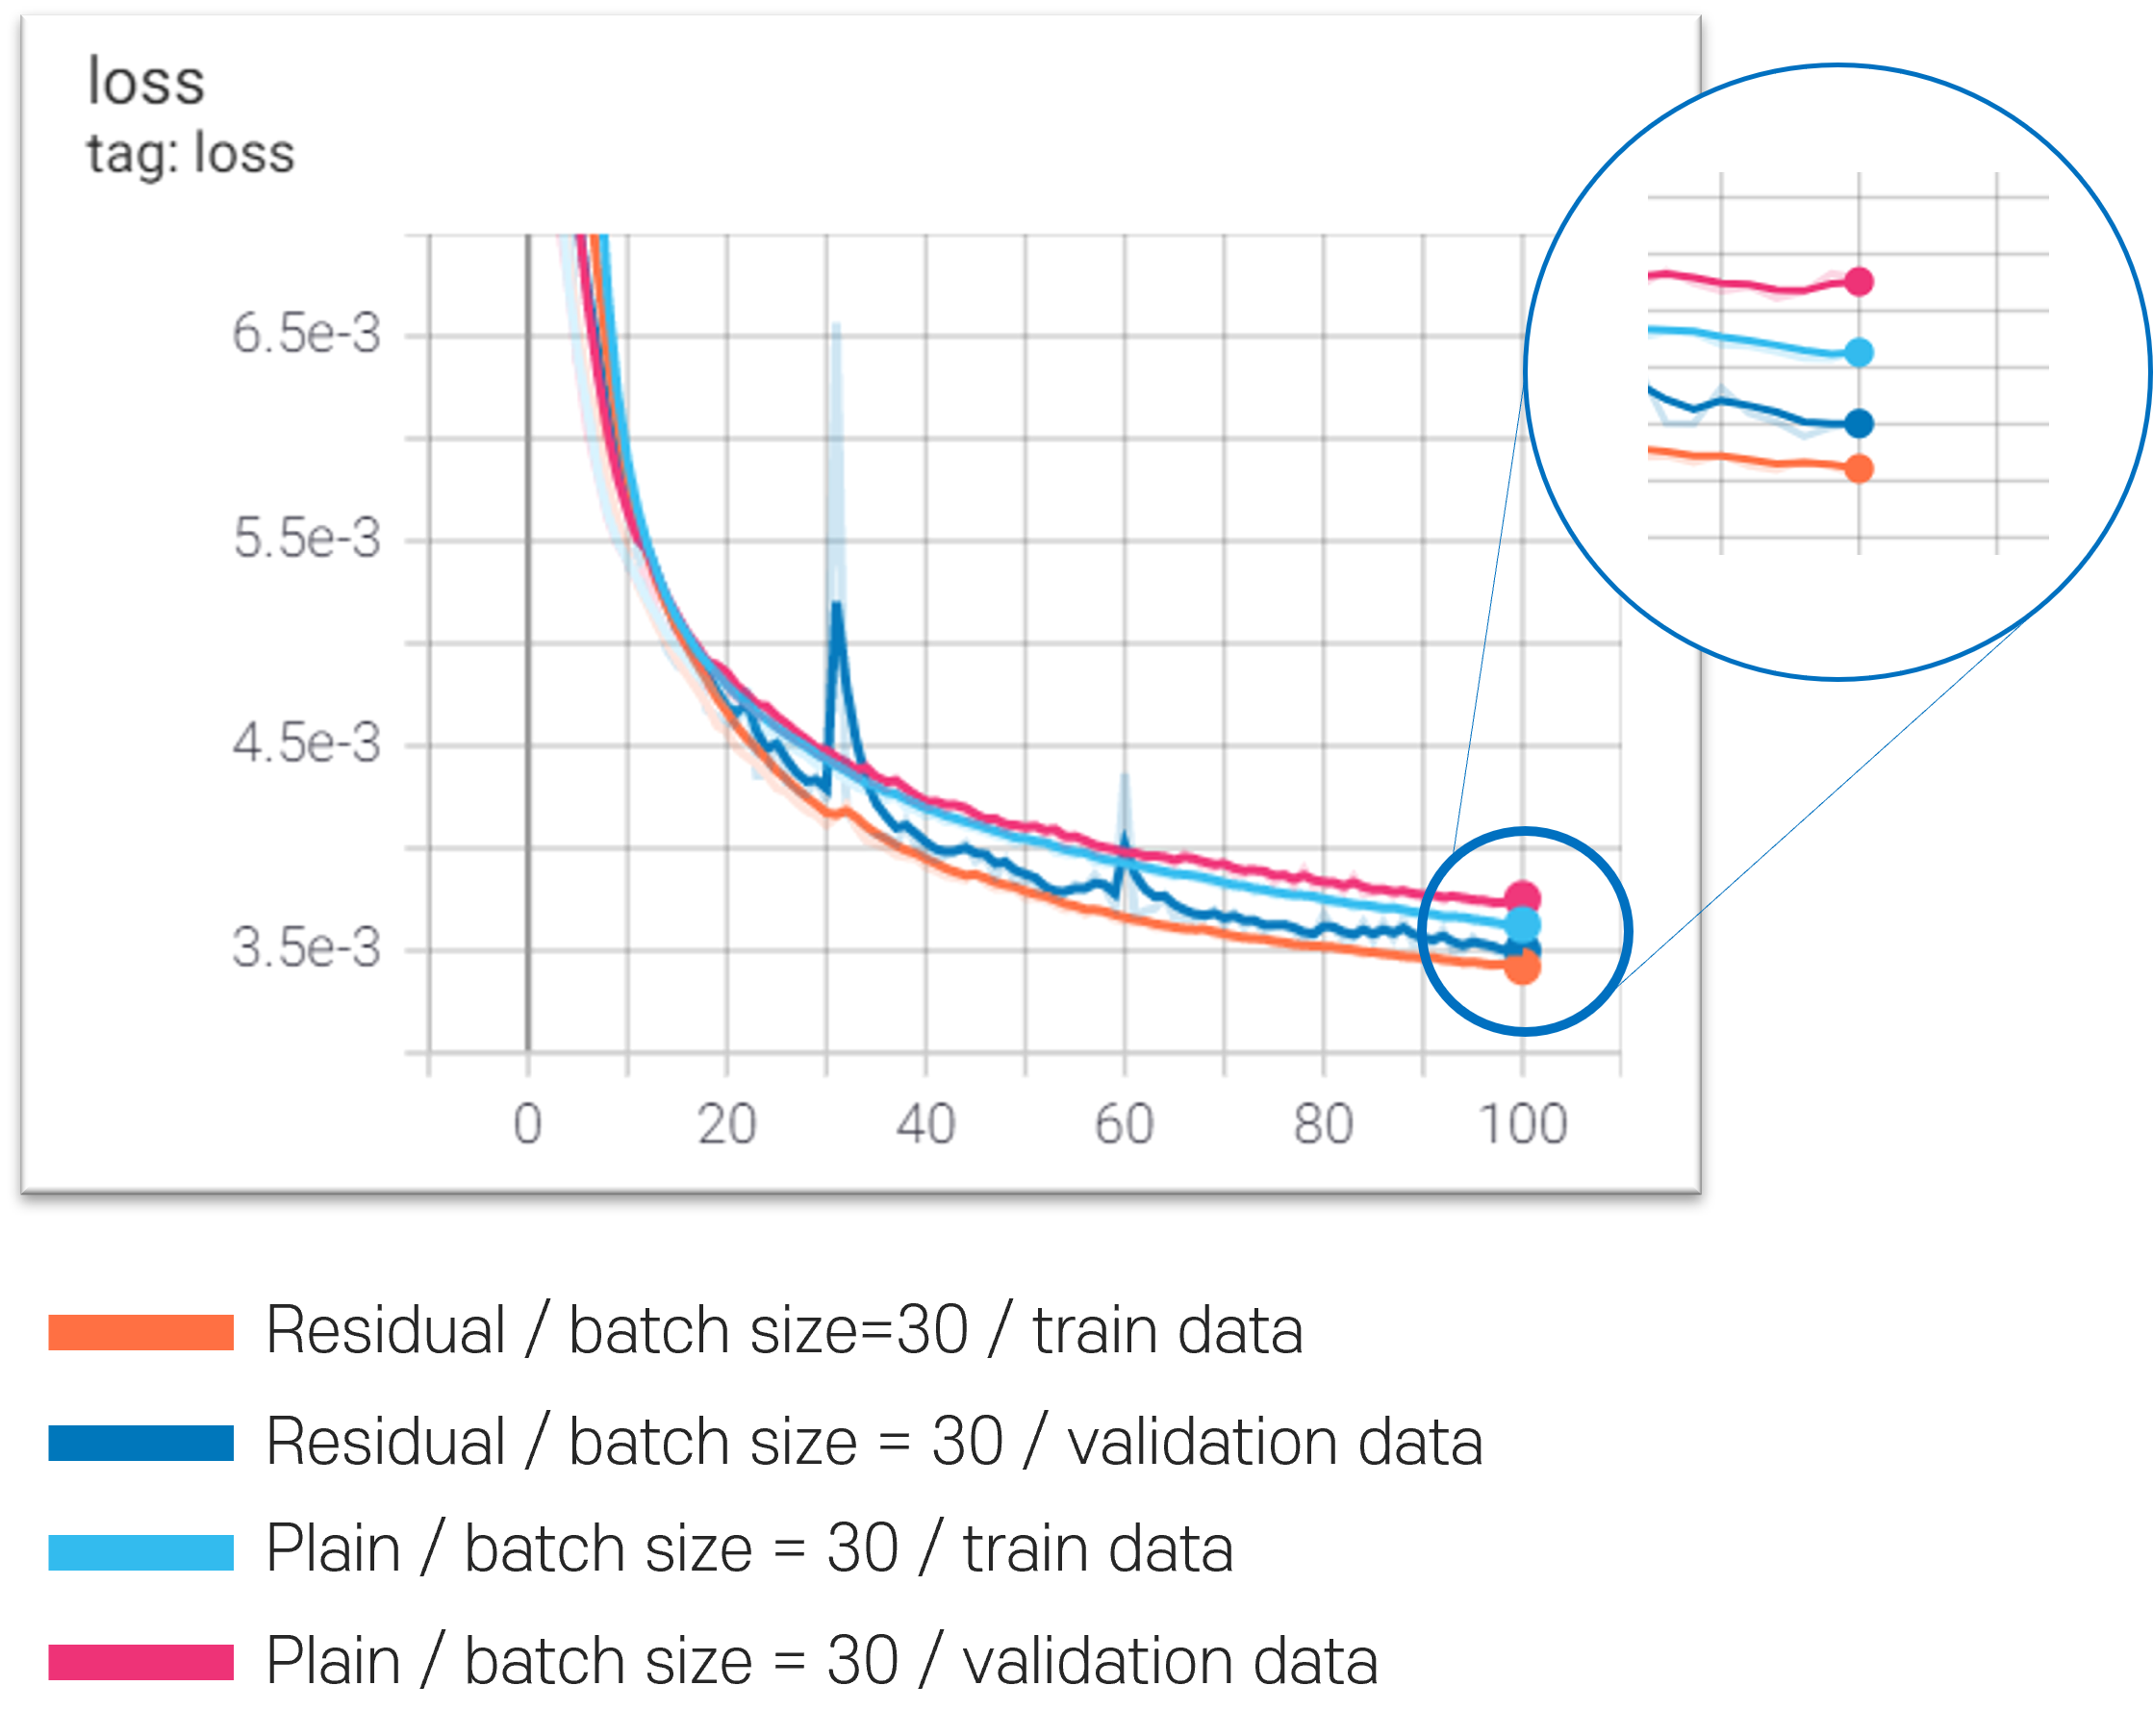 loss
tag: loss
6.5e-3
5.5e-3
4.5e-3
3.5e-3
0 20 40 60 80 100
Residual / batch size=30 / train data
Residual / batch size = 30 / validation data
Plain / batch size = 30 / train data
Plain / batch size = 30 / validation data